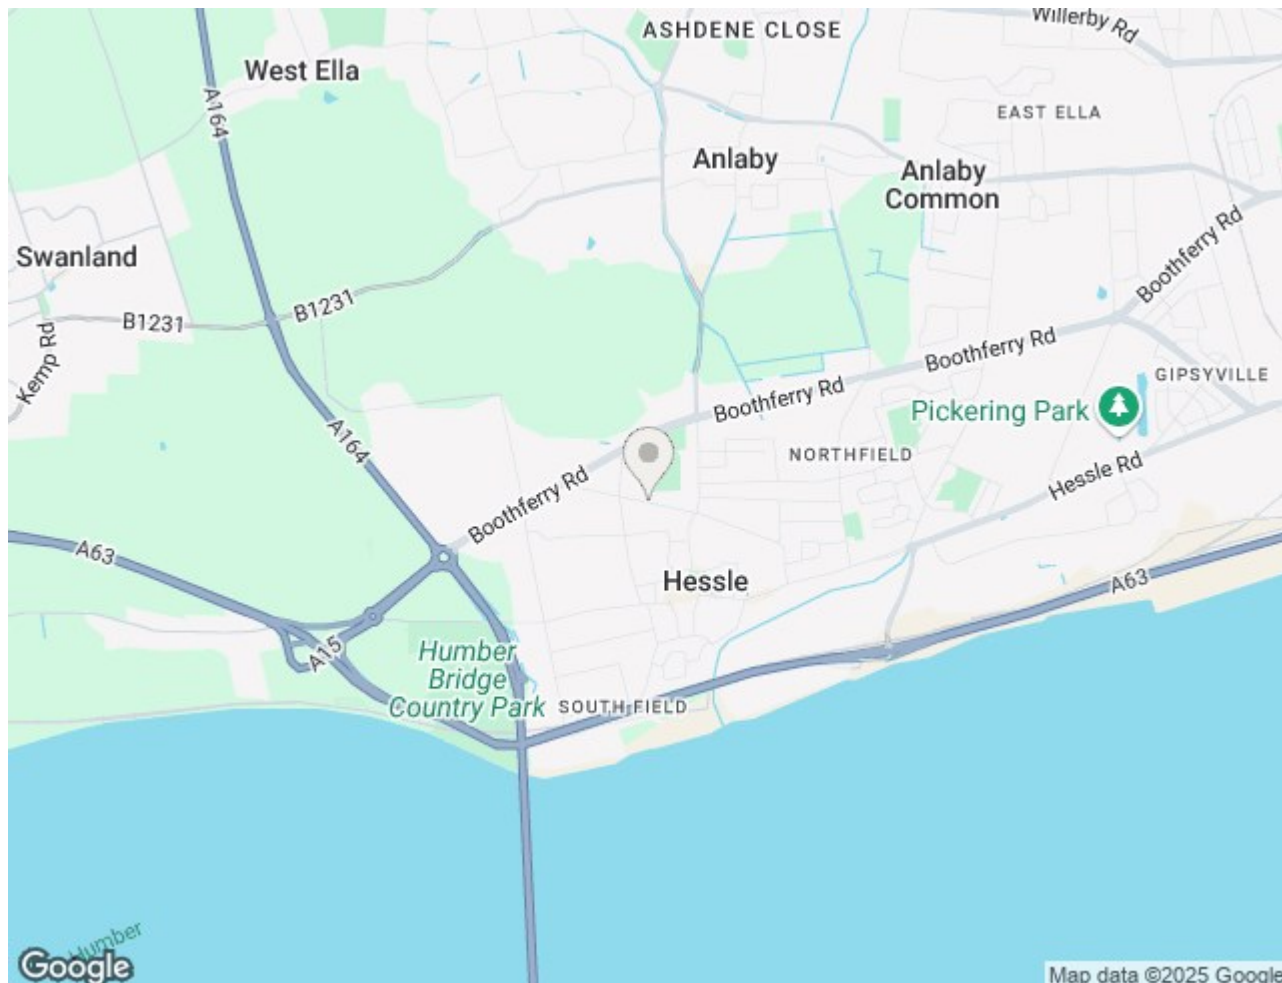 Willerby Rd
ASHDENE CLOSE
West Ella
A164
EAST ELLA
Anlaby
Anlaby
Common
Boothferry Rd
Swanland
B1231
B1231
Kemp Rd
Boothferry Rd
GIPSYVILLE
Boothferry Rd
Pickering Park
A164
NORTHFIELD
Hessle Rd
Boothferry Rd
A63
Hessle
A63
A15
Humber
Bridge
Country Park
SOUTH FIELD
Humber
Google
Map data ©2025 Google